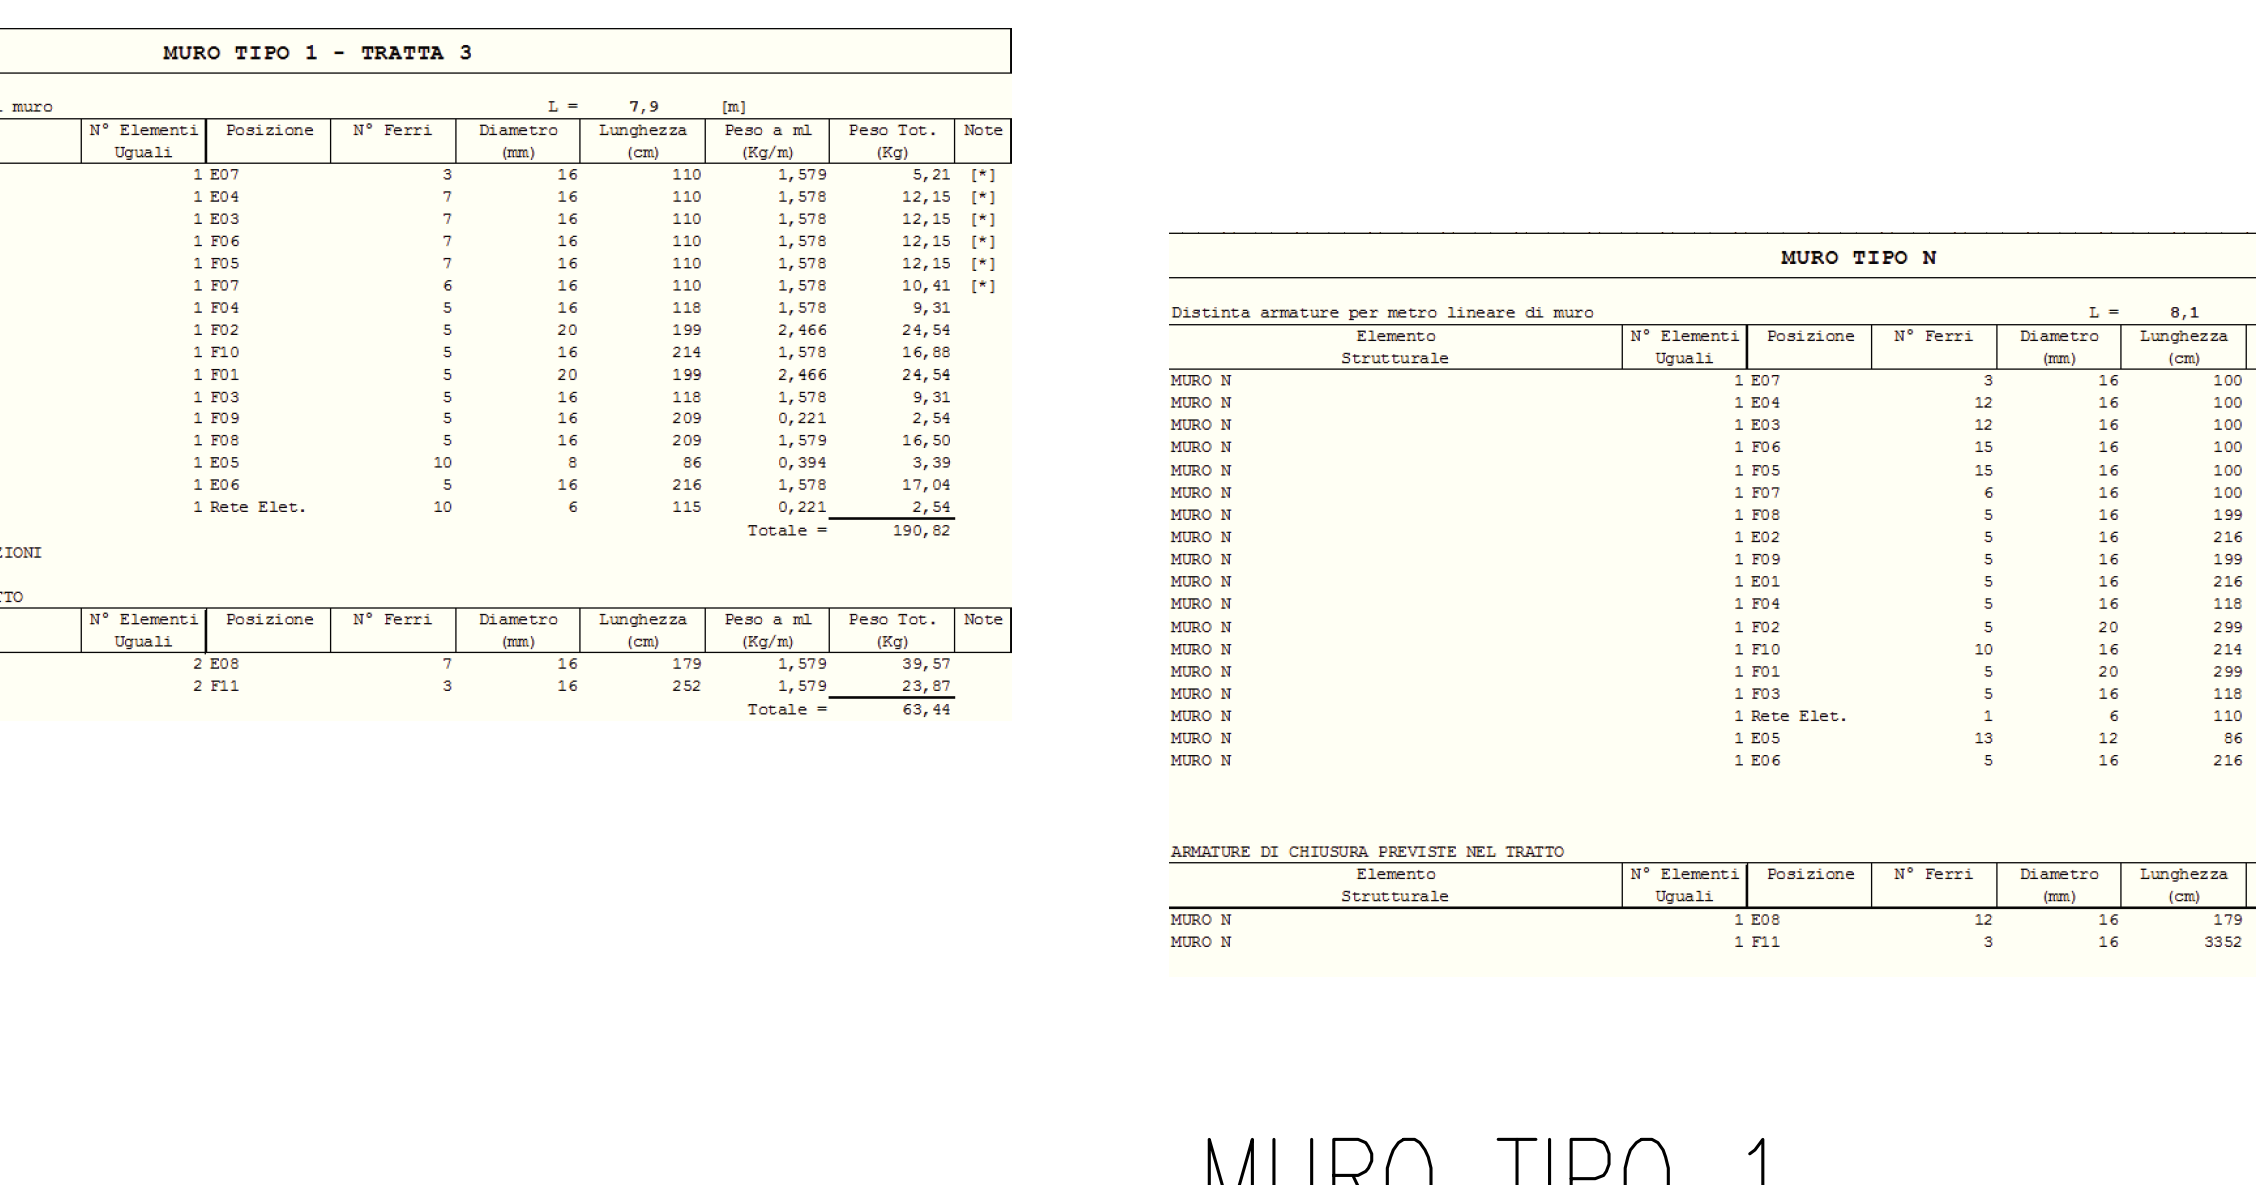 MURO TIPO 1 - TRATTA 3
muro L = 7,9 [m]
N° Elementi Posizione N° Ferri Diametro Lunghezza Peso a ml Peso Tot. Note
Uguali (mm) (cm) (Kg/m) (Kg)
1 E07 3 16 110 1,579 5,21 [*]
1 E04 7 16 110 1,578 12,15 [*]
1 E03 7 16 110 1,578 12,15 [*]
1 F06 7 16 110 1,578 12,15 [*]
1 F05 7 16 110 1,578 12,15 [*]
1 F07 6 16 110 1,578 10,41 [*]
1 F04 5 16 118 1,578 9,31
1 F02 5 20 199 2,466 24,54
1 F10 5 16 214 1,578 16,88
1 F01 5 20 199 2,466 24,54
1 F03 5 16 118 1,578 9,31
1 F09 5 16 209 0,221 2,54
1 F08 5 16 209 1,579 16,50
1 E05 10 8 86 0,394 3,39
1 E06 5 16 216 1,578 17,04
1 Rete Elet. 10 6 115 0,221 2,54
Totale = 190,82
ZIONI
TTO
N° Elementi Posizione N° Ferri Diametro Lunghezza Peso a ml Peso Tot. Note
Uguali (mm) (cm) (Kg/m) (Kg)
2 E08 7 16 179 1,579 39,57
2 F11 3 16 252 1,579 23,87
Totale = 63,44
MURO TIPO N
Distinta armature per metro lineare di muro L = 8,1
Elemento N° Elementi Posizione N° Ferri Diametro Lunghezza
Strutturale Uguali (mm) (cm)
MURO N 1 E07 3 16 100
MURO N 1 E04 12 16 100
MURO N 1 E03 12 16 100
MURO N 1 F06 15 16 100
MURO N 1 F05 15 16 100
MURO N 1 F07 6 16 100
MURO N 1 F08 5 16 199
MURO N 1 E02 5 16 216
MURO N 1 F09 5 16 199
MURO N 1 E01 5 16 216
MURO N 1 F04 5 16 118
MURO N 1 F02 5 20 299
MURO N 1 F10 10 16 214
MURO N 1 F01 5 20 299
MURO N 1 F03 5 16 118
MURO N 1 Rete Elet. 1 6 110
MURO N 1 E05 13 12 86
MURO N 1 E06 5 16 216
ARMATURE DI CHIUSURA PREVISTE NEL TRATTO
Elemento N° Elementi Posizione N° Ferri Diametro Lunghezza
Strutturale Uguali (mm) (cm)
MURO N 1 E08 12 16 179
MURO N 1 F11 3 16 3352
MURO TIPO 1